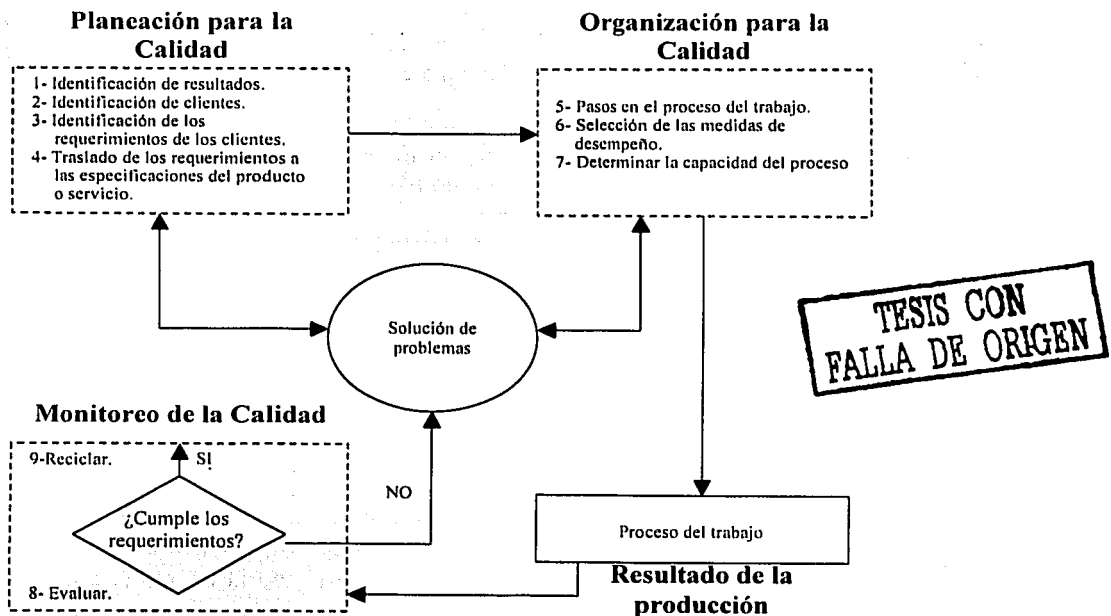 Planeación para la
Calidad
1- Identificación de resultados.
2- Identificación de clientes.
3- Identificación de los
requerimientos de los clientes.
4- Traslado de los requerimientos a
las especificaciones del producto
o servicio.
Organización para la
Calidad
5- Pasos en el proceso del trabajo.
6- Selección de las medidas de
desempeño.
7- Determinar la capacidad del proceso
Solución de
problemas
TESIS CON
FALLA DE ORIGEN
Monitoreo de la Calidad
9-Reciclar.
SI
¿Cumple los
requerimientos?
NO
8- Evaluar.
Proceso del trabajo
Resultado de la
producción